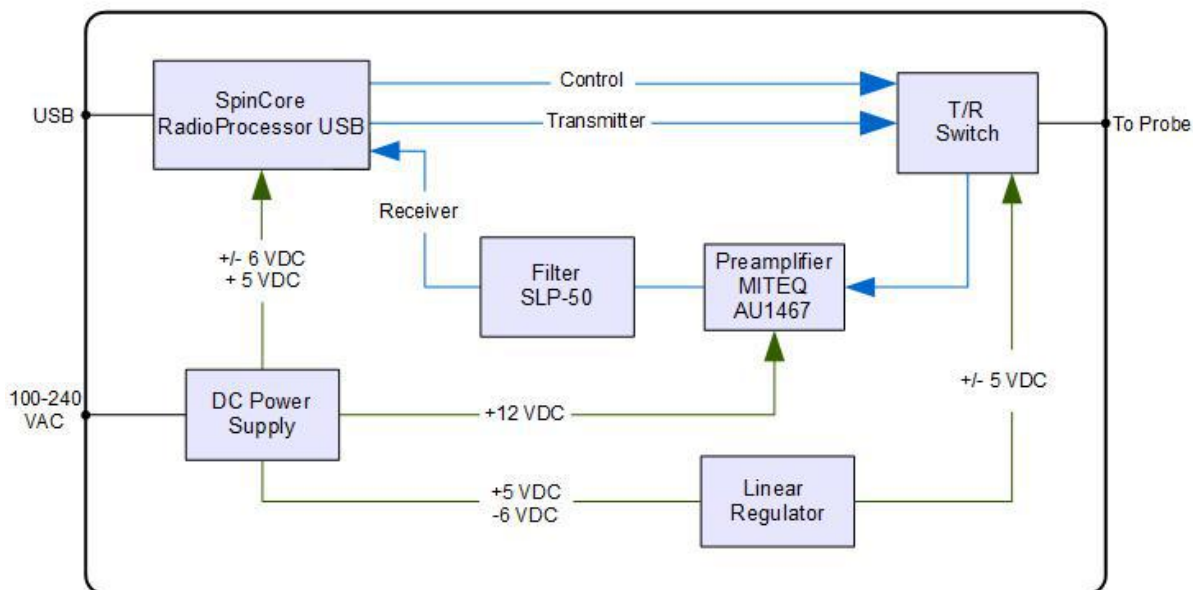 Control
SpinCore
RadioProcessor USB
T/R
Switch
USB
Transmitter
To Probe
Receiver
+/- 6 VDC
+ 5 VDC
Filter
SLP-50
Preamplifier
MITEQ
AU1467
+/- 5 VDC
100-240
VAC
DC Power
Supply
+12 VDC
+5 VDC
-6 VDC
Linear
Regulator